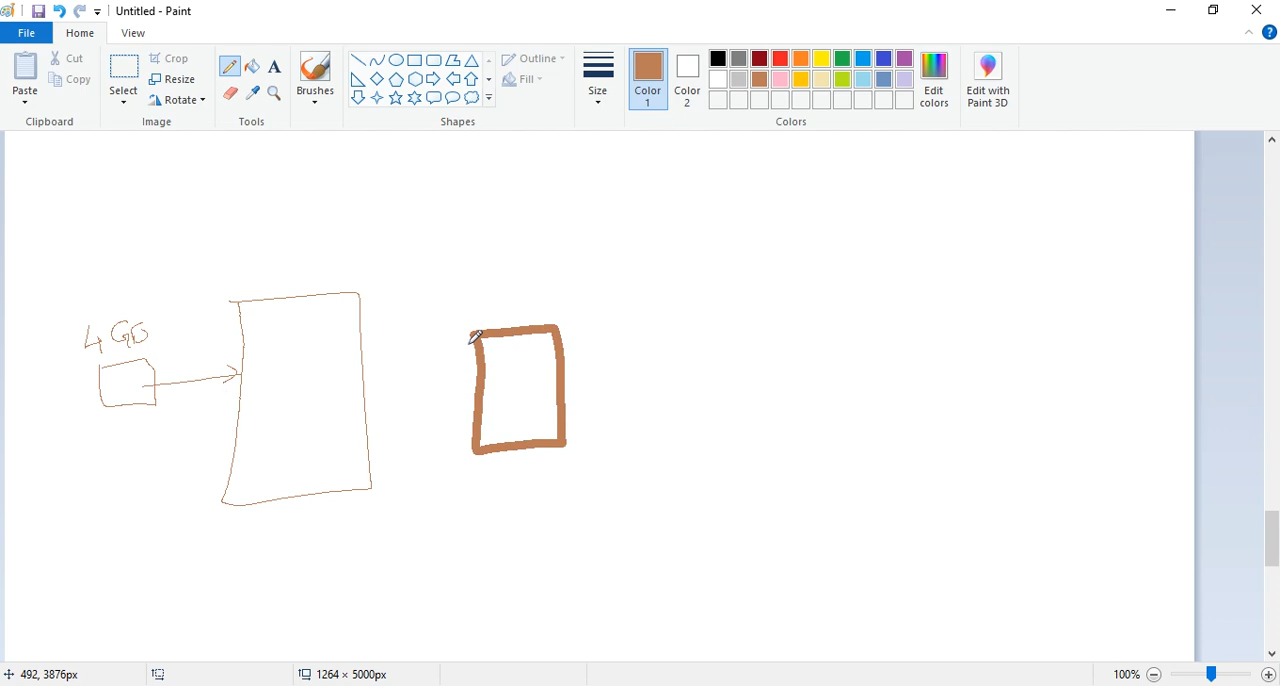 Untitled - Paint
File Home View
Paste
Cut
Copy
Clipboard
Select
Crop
Resize
Rotate
Image
A
Tools
Brushes
Shapes
Outline
Fill
Size
Color 1
Color 2
Edit colors
Colors
Edit with Paint 3D
4 GB
492, 3876px
1264 × 5000px
100%